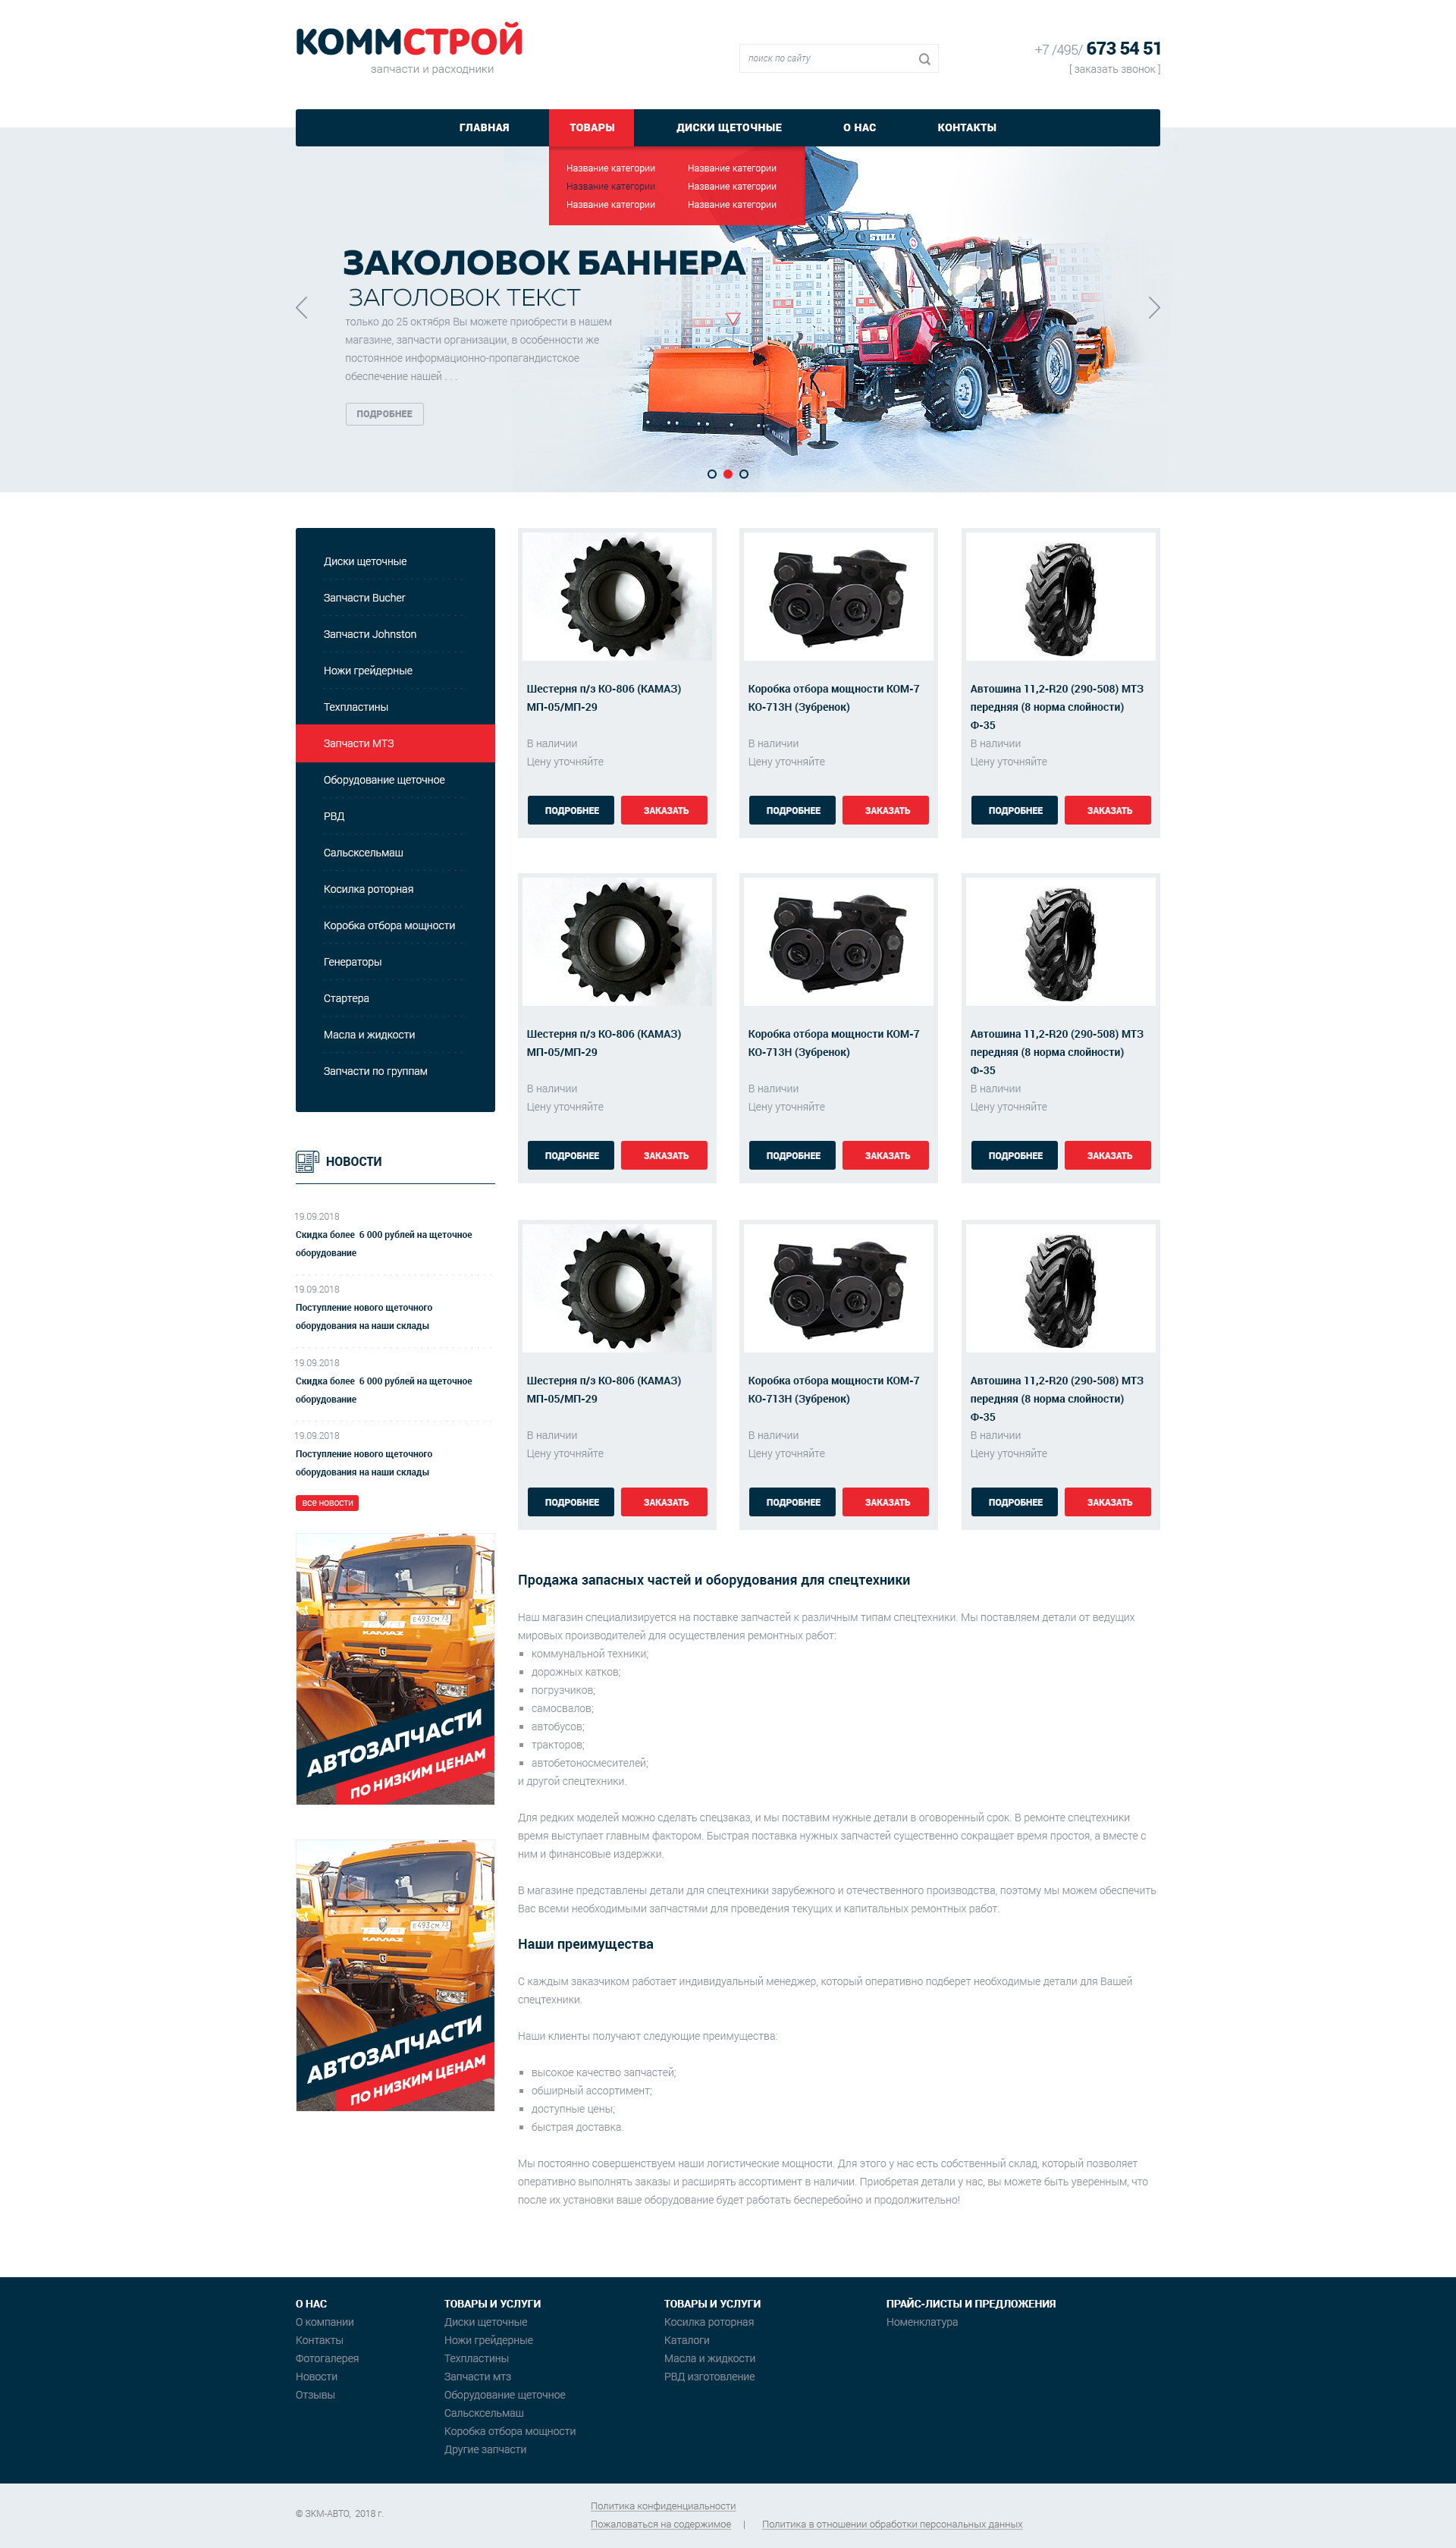 КОММСТРОЙ
запчасти и расходники
поиск по сайту
+7 /495/ 673 54 51
[ заказать звонок ]
ГЛАВНАЯ
ТОВАРЫ
ДИСКИ ЩЕТОЧНЫЕ
О НАС
КОНТАКТЫ
Название категории
Название категории
Название категории
Название категории
Название категории
Название категории
STOLL
ЗАКОЛОВОК БАННЕРА
ЗАГОЛОВОК ТЕКСТ
только до 25 октября Вы можете приобрести в нашем
магазине, запчасти организации, в особенности же
постоянное информационно-пропагандистское
обеспечение нашей . . .
ПОДРОБНЕЕ
Диски щеточные
Запчасти Bucher
Запчасти Johnston
Ножи грейдерные
Техпластины
Запчасти МТЗ
Оборудование щеточное
РВД
Сальсксельмаш
Косилка роторная
Коробка отбора мощности
Генераторы
Стартера
Масла и жидкости
Запчасти по группам
НОВОСТИ
19.09.2018
Скидка более 6 000 рублей на щеточное
оборудование
19.09.2018
Поступление нового щеточного
оборудования на наши склады
19.09.2018
Скидка более 6 000 рублей на щеточное
оборудование
19.09.2018
Поступление нового щеточного
оборудования на наши склады
все новости
Е493СМ 73
КАМАZ
АВТОЗАПЧАСТИ
ПО НИЗКИМ ЦЕНАМ
Е493СМ 73
КАМАZ
АВТОЗАПЧАСТИ
ПО НИЗКИМ ЦЕНАМ
Шестерня п/з КО-806 (КАМАЗ)
МП-05/МП-29
В наличии
Цену уточняйте
ПОДРОБНЕЕ
ЗАКАЗАТЬ
Коробка отбора мощности КОМ-7
КО-713Н (Зубренок)
В наличии
Цену уточняйте
ПОДРОБНЕЕ
ЗАКАЗАТЬ
Автошина 11,2-R20 (290-508) МТЗ
передняя (8 норма слойности)
Ф-35
В наличии
Цену уточняйте
ПОДРОБНЕЕ
ЗАКАЗАТЬ
Шестерня п/з КО-806 (КАМАЗ)
МП-05/МП-29
В наличии
Цену уточняйте
ПОДРОБНЕЕ
ЗАКАЗАТЬ
Коробка отбора мощности КОМ-7
КО-713Н (Зубренок)
В наличии
Цену уточняйте
ПОДРОБНЕЕ
ЗАКАЗАТЬ
Автошина 11,2-R20 (290-508) МТЗ
передняя (8 норма слойности)
Ф-35
В наличии
Цену уточняйте
ПОДРОБНЕЕ
ЗАКАЗАТЬ
Шестерня п/з КО-806 (КАМАЗ)
МП-05/МП-29
В наличии
Цену уточняйте
ПОДРОБНЕЕ
ЗАКАЗАТЬ
Коробка отбора мощности КОМ-7
КО-713Н (Зубренок)
В наличии
Цену уточняйте
ПОДРОБНЕЕ
ЗАКАЗАТЬ
Автошина 11,2-R20 (290-508) МТЗ
передняя (8 норма слойности)
Ф-35
В наличии
Цену уточняйте
ПОДРОБНЕЕ
ЗАКАЗАТЬ
Продажа запасных частей и оборудования для спецтехники
Наш магазин специализируется на поставке запчастей к различным типам спецтехники. Мы поставляем детали от ведущих
мировых производителей для осуществления ремонтных работ:
коммунальной техники;
дорожных катков;
погрузчиков;
самосвалов;
автобусов;
тракторов;
автобетоносмесителей;
и другой спецтехники.
Для редких моделей можно сделать спецзаказ, и мы поставим нужные детали в оговоренный срок. В ремонте спецтехники
время выступает главным фактором. Быстрая поставка нужных запчастей существенно сокращает время простоя, а вместе с
ним и финансовые издержки.
В магазине представлены детали для спецтехники зарубежного и отечественного производства, поэтому мы можем обеспечить
Вас всеми необходимыми запчастями для проведения текущих и капитальных ремонтных работ.
Наши преимущества
С каждым заказчиком работает индивидуальный менеджер, который оперативно подберет необходимые детали для Вашей
спецтехники.
Наши клиенты получают следующие преимущества:
высокое качество запчастей;
обширный ассортимент;
доступные цены;
быстрая доставка.
Мы постоянно совершенствуем наши логистические мощности. Для этого у нас есть собственный склад, который позволяет
оперативно выполнять заказы и расширять ассортимент в наличии. Приобретая детали у нас, вы можете быть уверенным, что
после их установки ваше оборудование будет работать бесперебойно и продолжительно!
О НАС
О компании
Контакты
Фотогалерея
Новости
Отзывы
ТОВАРЫ И УСЛУГИ
Диски щеточные
Ножи грейдерные
Техпластины
Запчасти мтз
Оборудование щеточное
Сальсксельмаш
Коробка отбора мощности
Другие запчасти
ТОВАРЫ И УСЛУГИ
Косилка роторная
Каталоги
Масла и жидкости
РВД изготовление
ПРАЙС-ЛИСТЫ И ПРЕДЛОЖЕНИЯ
Номенклатура
© ЗКМ-АВТО, 2018 г.
Политика конфиденциальности
Пожаловаться на содержимое | Политика в отношении обработки персональных данных